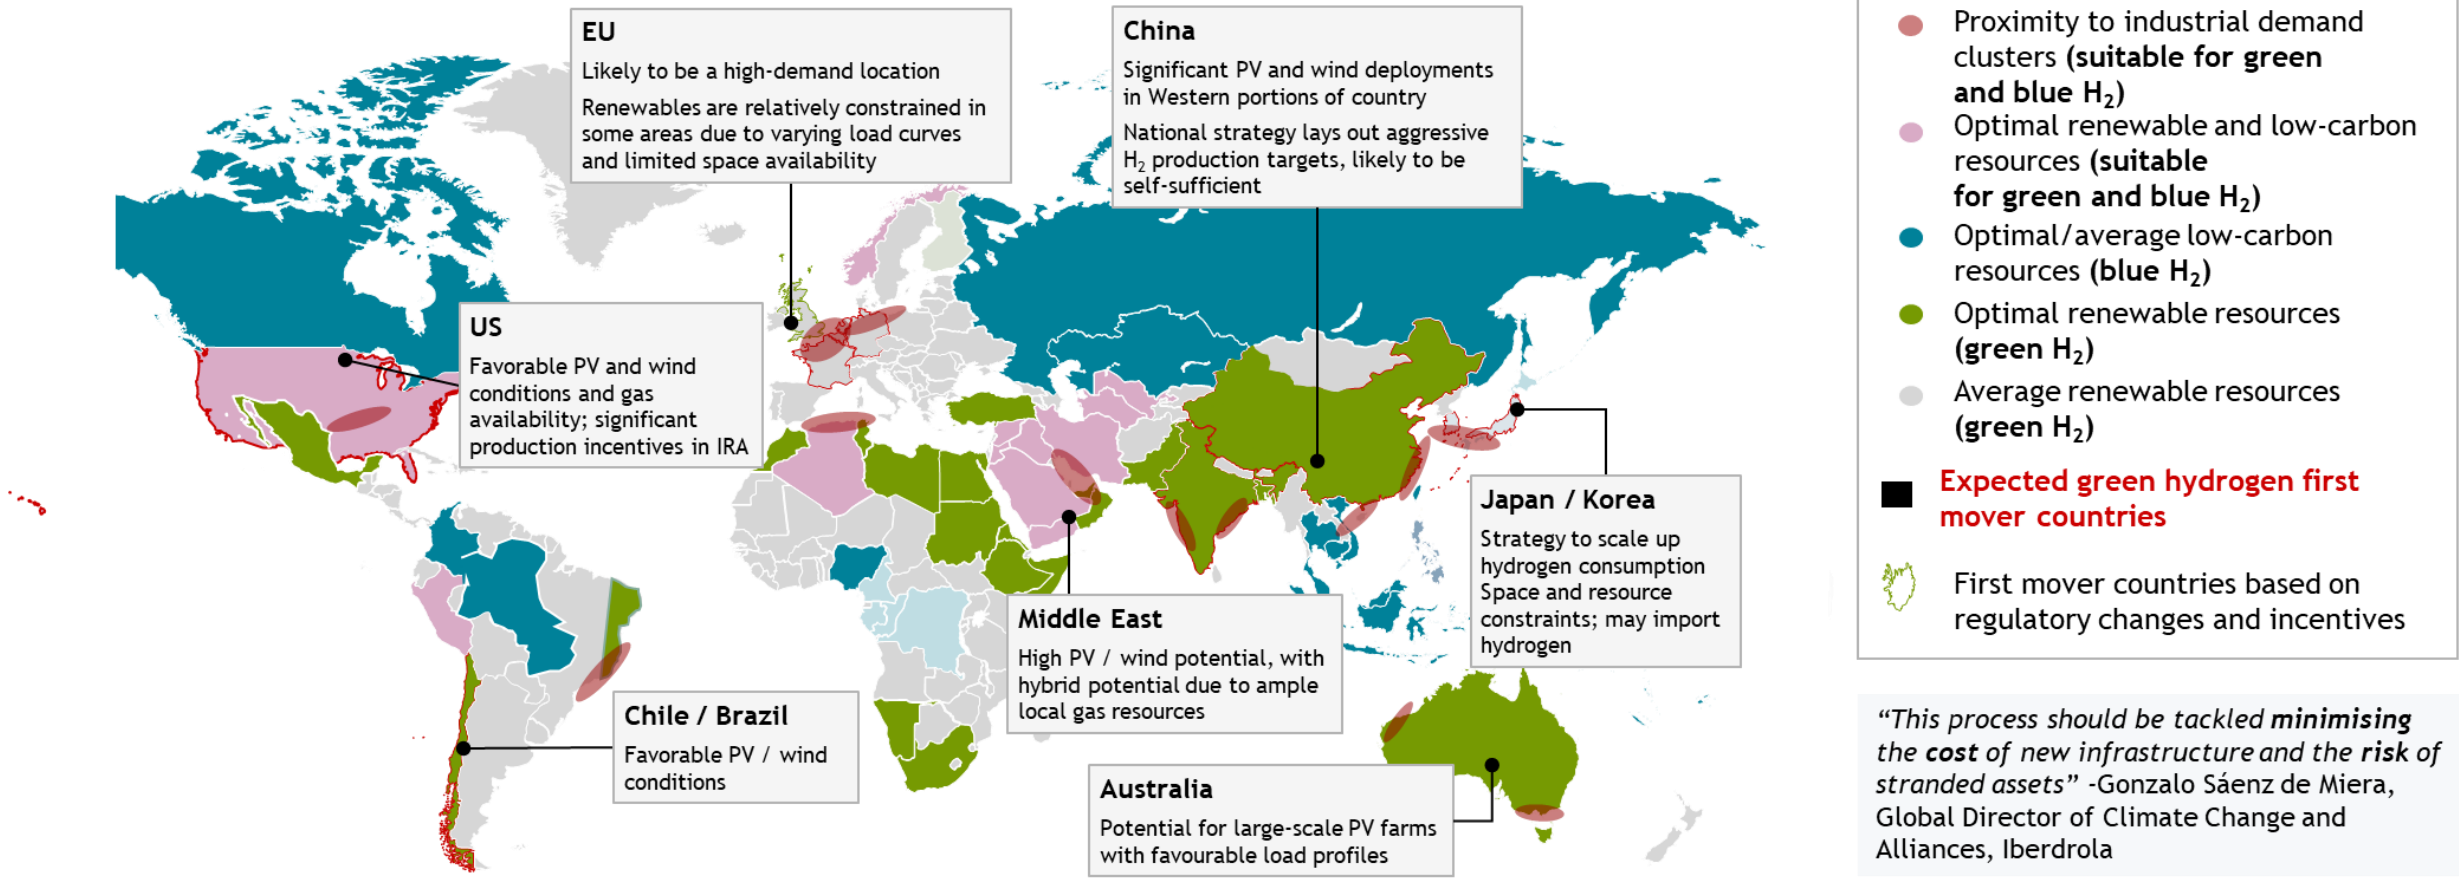 EU
Likely to be a high-demand location
Renewables are relatively constrained in
some areas due to varying load curves
and limited space availability
China
Significant PV and wind deployments
in Western portions of country
National strategy lays out aggressive
H2 production targets, likely to be
self-sufficient
US
Favorable PV and wind
conditions and gas
availability; significant
production incentives in IRA
Japan / Korea
Strategy to scale up
hydrogen consumption
Space and resource
constraints; may import
hydrogen
Middle East
High PV / wind potential, with
hybrid potential due to ample
local gas resources
Chile / Brazil
Favorable PV / wind
conditions
Australia
Potential for large-scale PV farms
with favourable load profiles
Proximity to industrial demand
clusters (suitable for green
and blue H2)
Optimal renewable and low-carbon
resources (suitable
for green and blue H2)
Optimal/average low-carbon
resources (blue H2)
Optimal renewable resources
(green H2)
Average renewable resources
(green H2)
Expected green hydrogen first
mover countries
First mover countries based on
regulatory changes and incentives
“This process should be tackled minimising
the cost of new infrastructure and the risk of
stranded assets” -Gonzalo Sáenz de Miera,
Global Director of Climate Change and
Alliances, Iberdrola